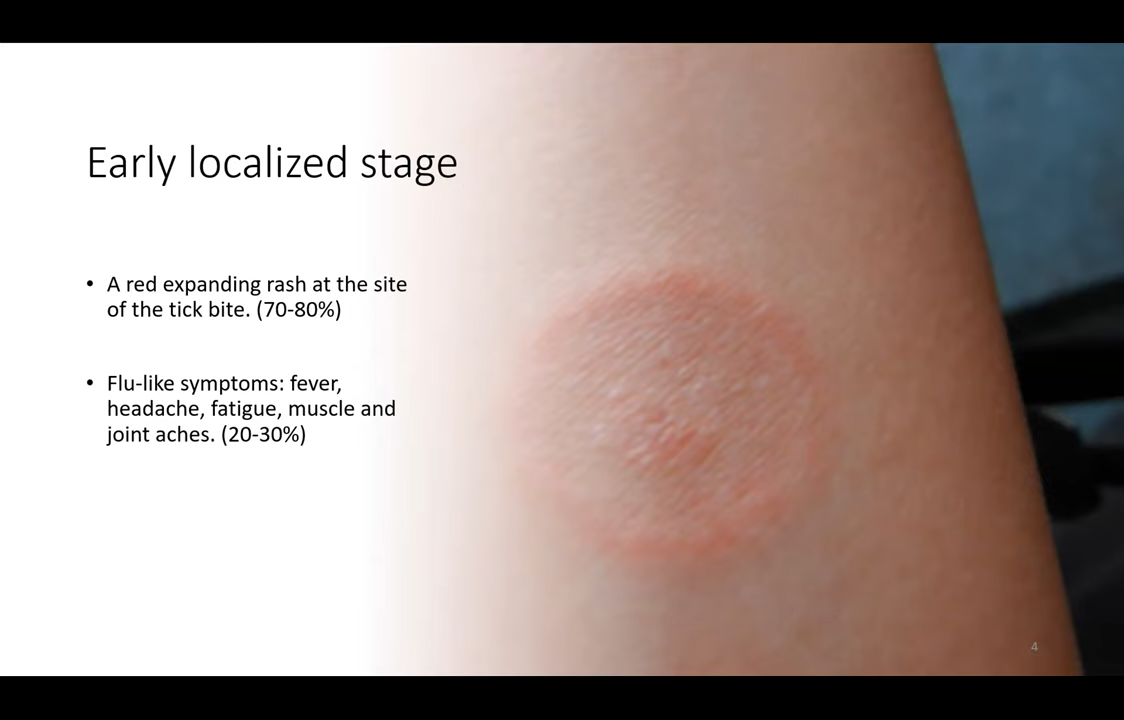 Early localized stage
• A red expanding rash at the site
of the tick bite. (70-80%)
• Flu-like symptoms: fever,
headache, fatigue, muscle and
joint aches. (20-30%)
4